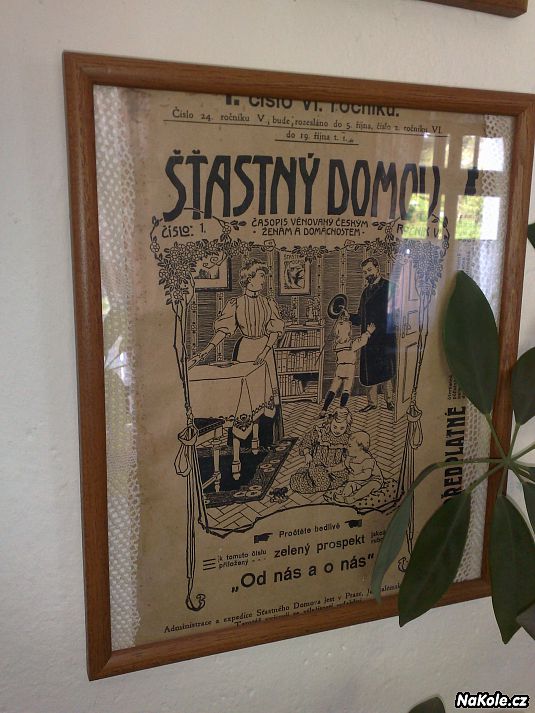 1. číslo VI. ročníku.
Číslo 24. ročníku V. bude rozesláno do 5. října, číslo 2. ročníku VI.
do 19. října t. r.
ŠŤASTNÝ DOMOV
ČÍSLO: 1.
ČASOPIS VĚNOVANÝ ČESKÝM
ŽENÁM A DOMÁCNOSTEM
ROČNÍK V
PŘEDPLATNÉ
Pročtěte bedlivě
k tomuto číslu
přiložený
zelený prospekt
„Od nás a o nás“
Administrace a expedice Šťastného Domova jest v Praze,
NaKole.cz